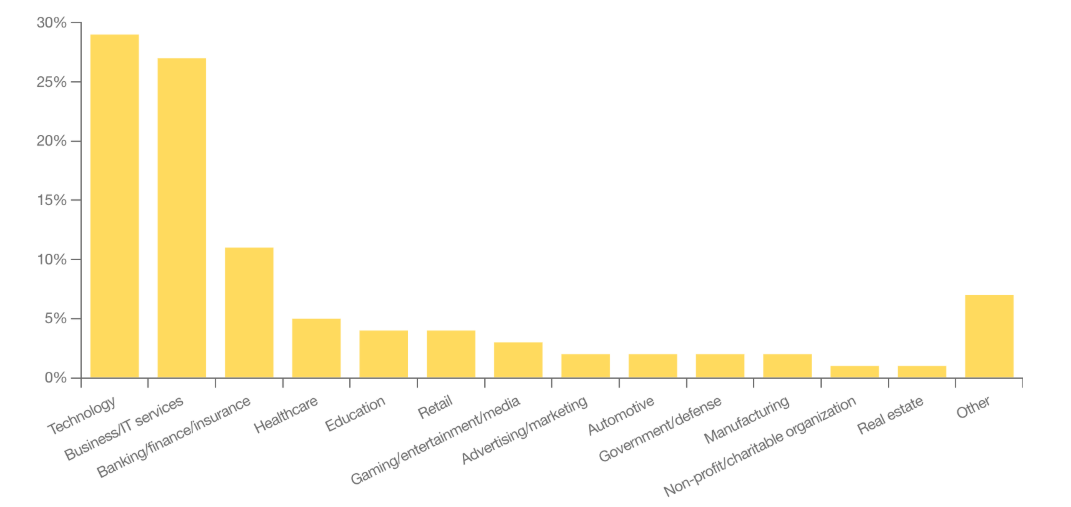 30%
25%
20%
15%
10%
5%
0%
Technology
Business/IT services
Banking/finance/insurance
Healthcare
Education
Retail
Gaming/entertainment/media
Advertising/marketing
Automotive
Government/defense
Manufacturing
Non-profit/charitable organization
Real estate
Other